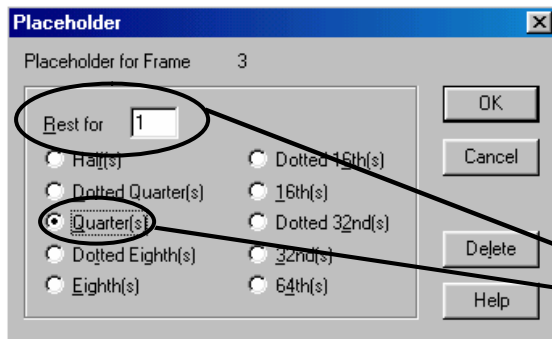 Placeholder
Placeholder for Frame 3
Rest for 1
Half(s)
Dotted Quarter(s)
Quarter(s)
Dotted Eighth(s)
Eighth(s)
Dotted 16th(s)
16th(s)
Dotted 32nd(s)
32nd(s)
64th(s)
OK
Cancel
Delete
Help